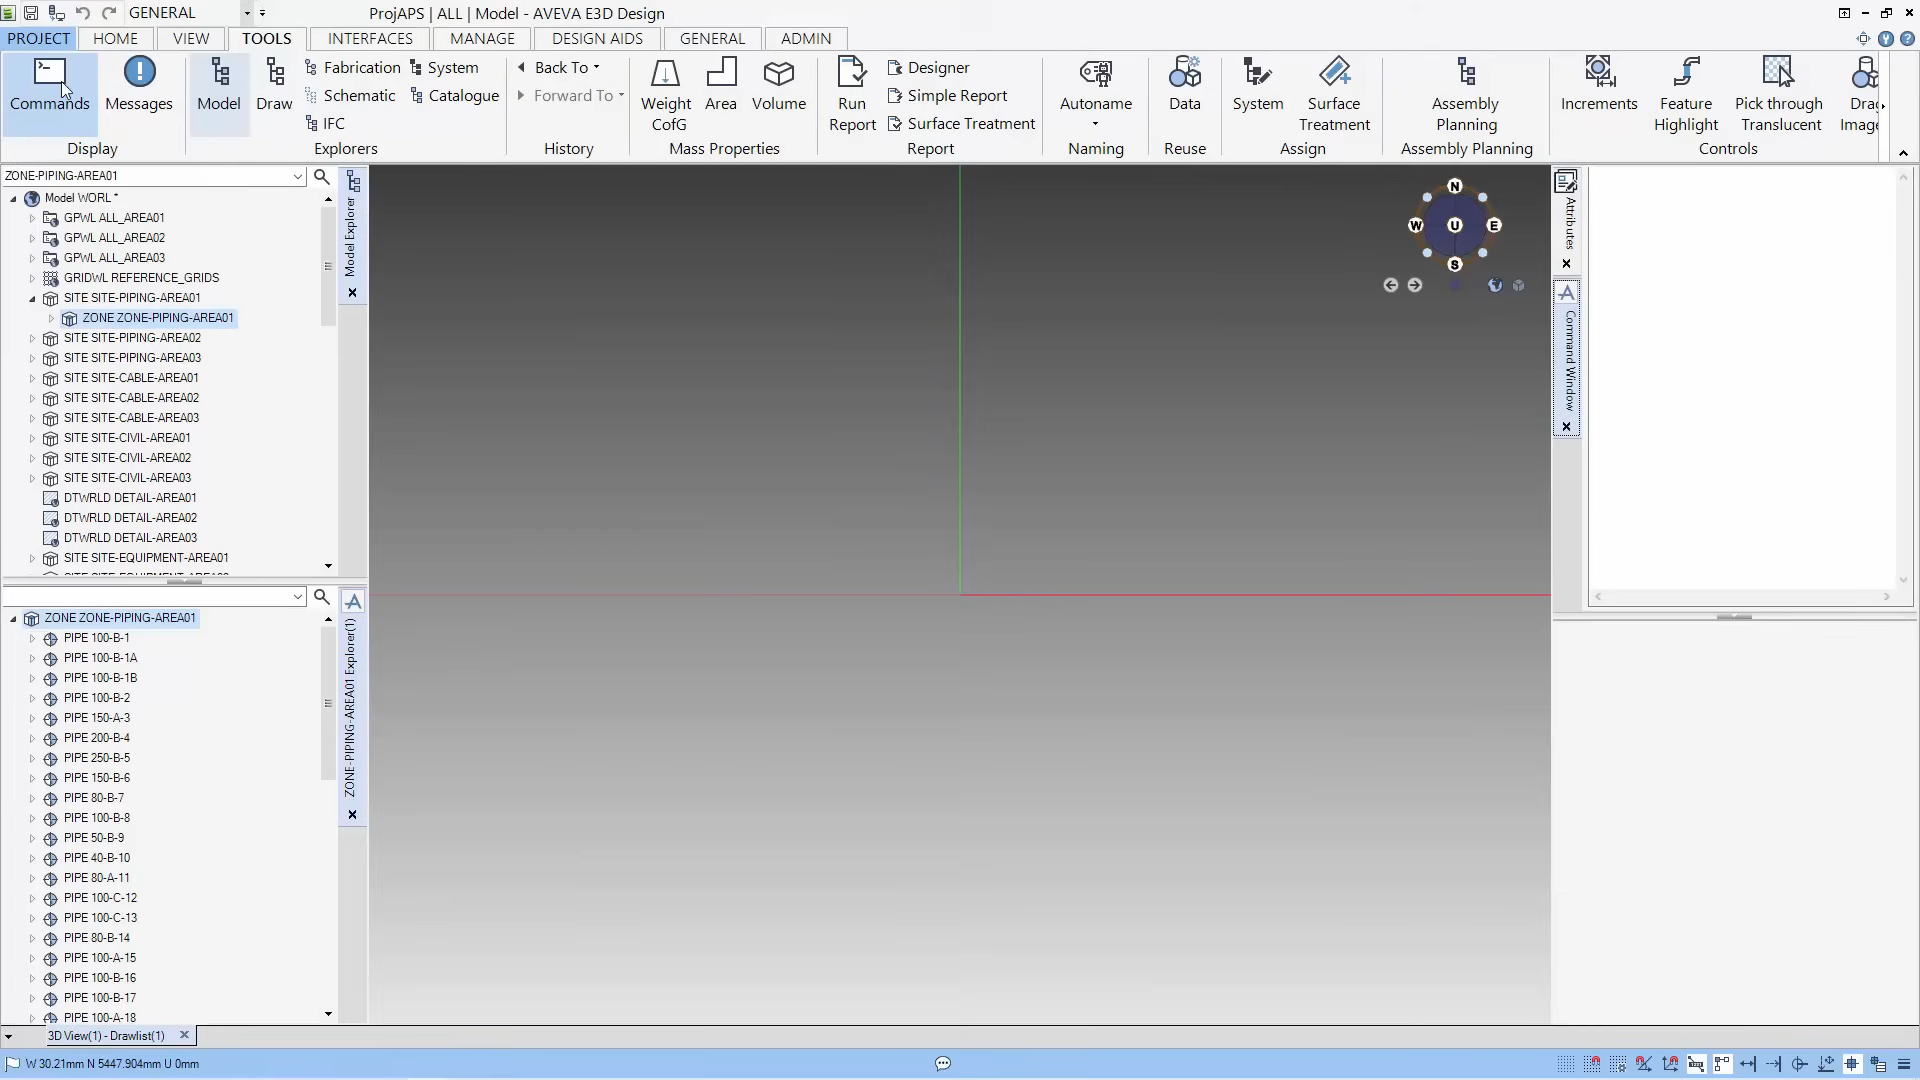 GENERAL
ProjAPS | ALL | Model - AVEVA E3D Design
PROJECT HOME VIEW TOOLS INTERFACES MANAGE DESIGN AIDS GENERAL ADMIN
Commands
Messages
Display
Model
Draw
Fabrication
System
Schematic
Catalogue
IFC
Explorers
Back To
Forward To
History
Weight
CofG
Area
Volume
Mass Properties
Run
Report
Designer
Simple Report
Surface Treatment
Report
Autoname
Naming
Data
Reuse
System
Surface
Treatment
Assign
Assembly
Planning
Assembly Planning
Increments
Feature
Highlight
Pick through
Translucent
Controls
ZONE-PIPING-AREA01
Model WORL *
GPWL ALL_AREA01
GPWL ALL_AREA02
GPWL ALL_AREA03
GRIDWL REFERENCE_GRIDS
SITE SITE-PIPING-AREA01
ZONE ZONE-PIPING-AREA01
SITE SITE-PIPING-AREA02
SITE SITE-PIPING-AREA03
SITE SITE-CABLE-AREA01
SITE SITE-CABLE-AREA02
SITE SITE-CABLE-AREA03
SITE SITE-CIVIL-AREA01
SITE SITE-CIVIL-AREA02
SITE SITE-CIVIL-AREA03
DTWRLD DETAIL-AREA01
DTWRLD DETAIL-AREA02
DTWRLD DETAIL-AREA03
SITE SITE-EQUIPMENT-AREA01
Model Explorer
ZONE ZONE-PIPING-AREA01
PIPE 100-B-1
PIPE 100-B-1A
PIPE 100-B-1B
PIPE 100-B-2
PIPE 150-A-3
PIPE 200-B-4
PIPE 250-B-5
PIPE 150-B-6
PIPE 80-B-7
PIPE 100-B-8
PIPE 50-B-9
PIPE 40-B-10
PIPE 80-A-11
PIPE 100-C-12
PIPE 100-C-13
PIPE 80-B-14
PIPE 100-A-15
PIPE 100-B-16
PIPE 100-B-17
PIPE 100-A-18
ZONE-PIPING-AREA01 Explorer(1)
N
W U E
S
Attributes
Command Window
3D View(1) - Drawlist(1)
W 30.21mm N 5447.904mm U 0mm